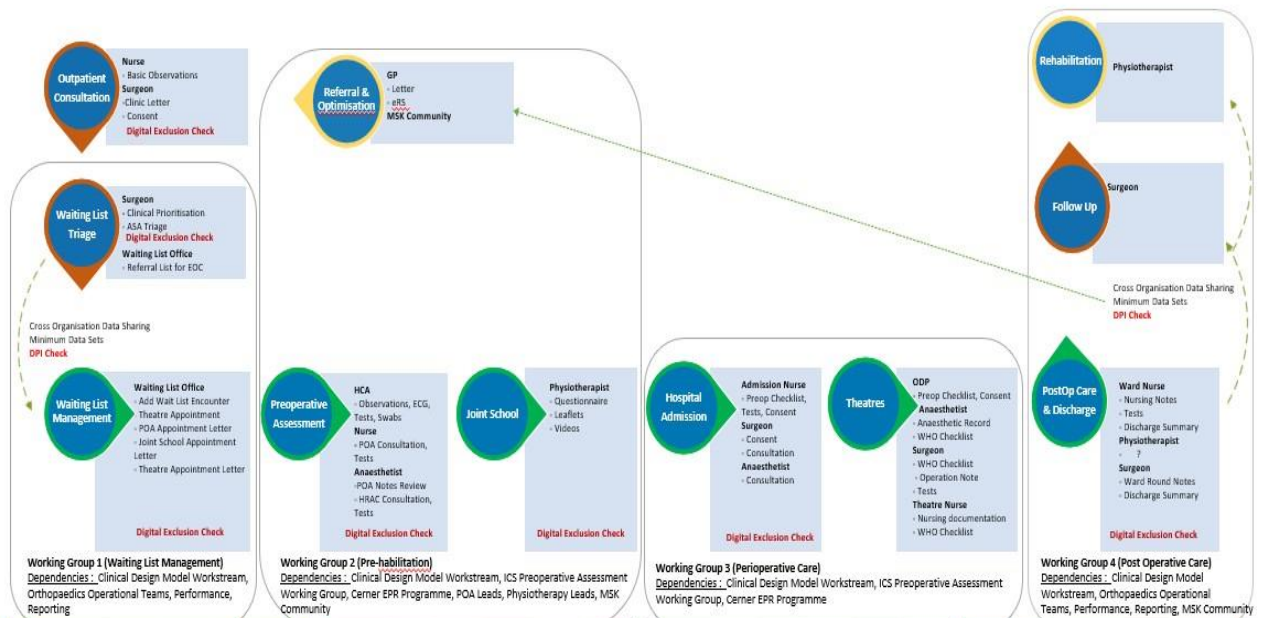 Outpatient
Consultation
Nurse
- Basic Observations
Surgeon
-Clinic Letter
- Consent
Digital Exclusion Check
Waiting List
Triage
Surgeon
- Clinical Prioritisation
- ASA Triage
Digital Exclusion Check
Waiting List Office
- Referral List for EOC
Cross Organisation Data Sharing
Minimum Data Sets
DPI Check
Waiting List
Management
Waiting List Office
- Add Wait List Encounter
- Theatre Appointment
- POA Appointment Letter
- Joint School Appointment
Letter
- Theatre Appointment Letter
Digital Exclusion Check
Working Group 1 (Waiting List Management)
Dependencies : Clinical Design Model Workstream,
Orthopaedics Operational Teams, Performance,
Reporting
Referral &
Optimisation
GP
- Letter
- eRS
MSK Community
Preoperative
Assessment
HCA
- Observations, ECG,
Tests, Swabs
Nurse
- POA Consultation,
Tests
Anaesthetist
-POA Notes Review
- HRAC Consultation,
Tests
Digital Exclusion Check
Joint School
Physiotherapist
- Questionnaire
- Leaflets
- Videos
Digital Exclusion Check
Working Group 2 (Pre-habilitation)
Dependencies : Clinical Design Model Workstream, ICS Preoperative Assessment
Working Group, Cerner EPR Programme, POA Leads, Physiotherapy Leads, MSK
Community
Hospital
Admission
Admission Nurse
- Preop Checklist,
Tests, Consent
Surgeon
- Consent
- Consultation
Anaesthetist
- Consultation
Digital Exclusion Check
Theatres
ODP
- Preop Checklist, Consent
Anaesthetist
- Anaesthetic Record
- WHO Checklist
Surgeon
- WHO Checklist
- Operation Note
- Tests
Theatre Nurse
- Nursing documentation
- WHO Checklist
Working Group 3 (Perioperative Care)
Dependencies : Clinical Design Model Workstream, ICS Preoperative Assessment
Working Group, Cerner EPR Programme
Rehabilitation
Physiotherapist
Follow Up
Surgeon
Cross Organisation Data Sharing
Minimum Data Sets
DPI Check
PostOp Care
& Discharge
Ward Nurse
- Nursing Notes
- Tests
- Discharge Summary
Physiotherapist
- ?
Surgeon
- Ward Round Notes
- Discharge Summary
Digital Exclusion Check
Working Group 4 (Post Operative Care)
Dependencies : Clinical Design Model
Workstream, Orthopaedics Operational
Teams, Performance, Reporting, MSK Community